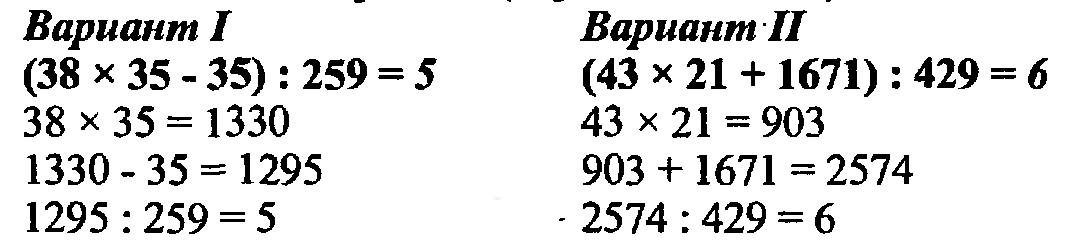 Вариант I
(38 × 35 - 35) : 259 = 5
38 × 35 = 1330
1330 - 35 = 1295
1295 : 259 = 5
Вариант II
(43 × 21 + 1671) : 429 = 6
43 × 21 = 903
903 + 1671 = 2574
2574 : 429 = 6